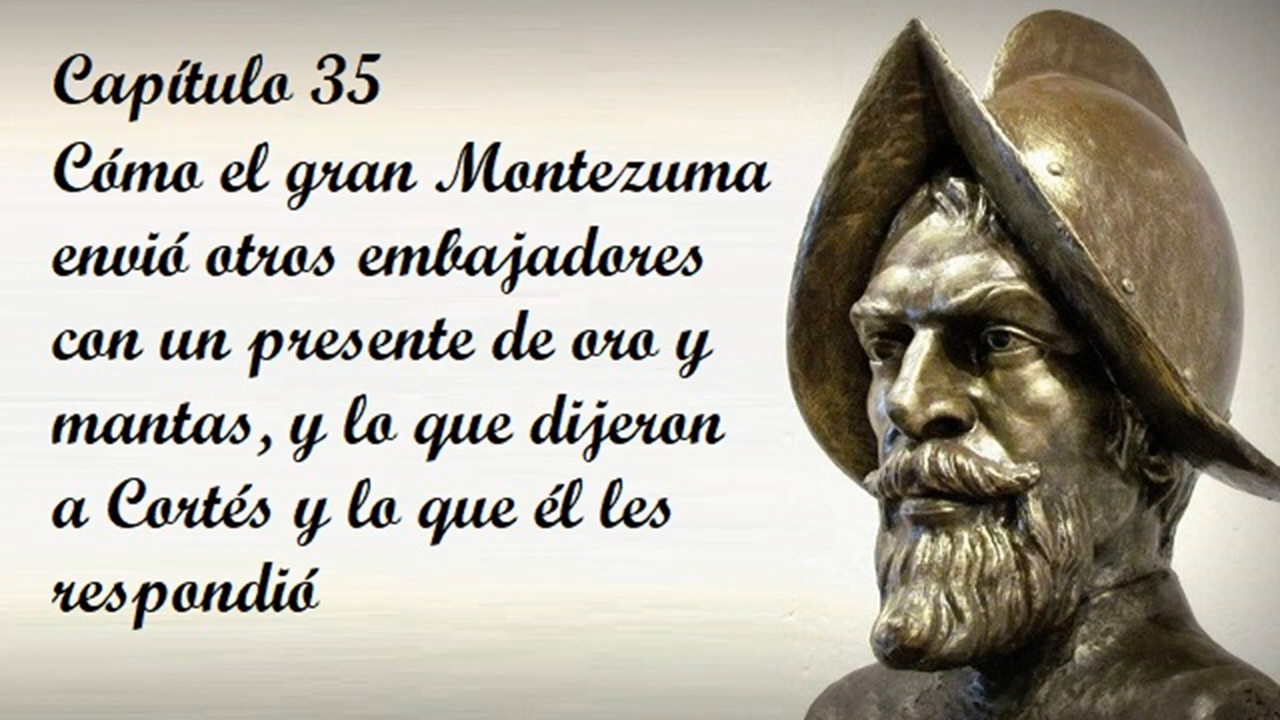 Capítulo 35
Cómo el gran Montezuma
envió otros embajadores
con un presente de oro y
mantas, y lo que dijeron
a Cortés y lo que él les
respondió